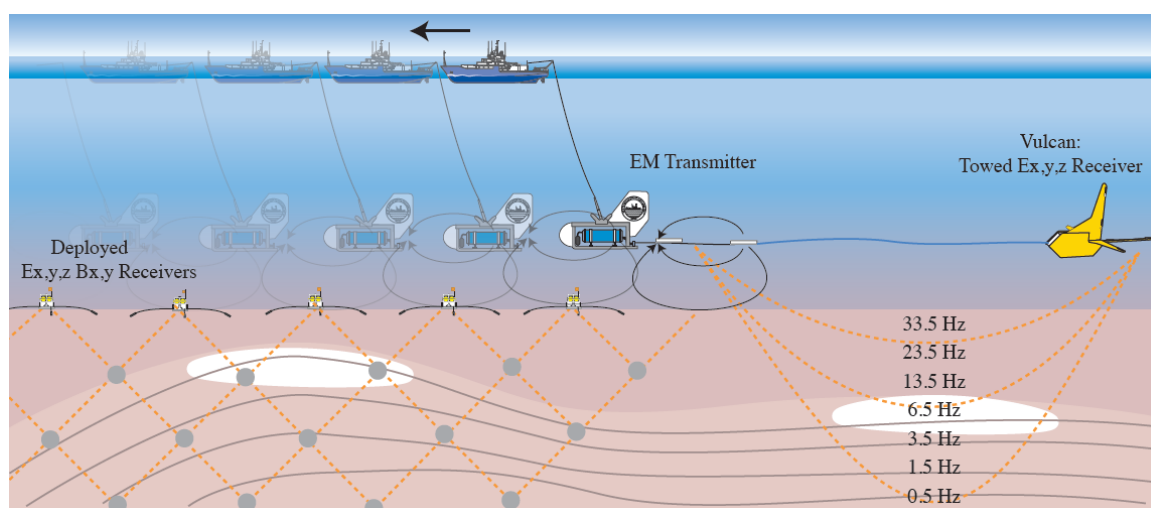 EM Transmitter
Vulcan:
Towed Ex,y,z Receiver
Deployed
Ex,y,z Bx,y Receivers
33.5 Hz
23.5 Hz
13.5 Hz
6.5 Hz
3.5 Hz
1.5 Hz
0.5 Hz